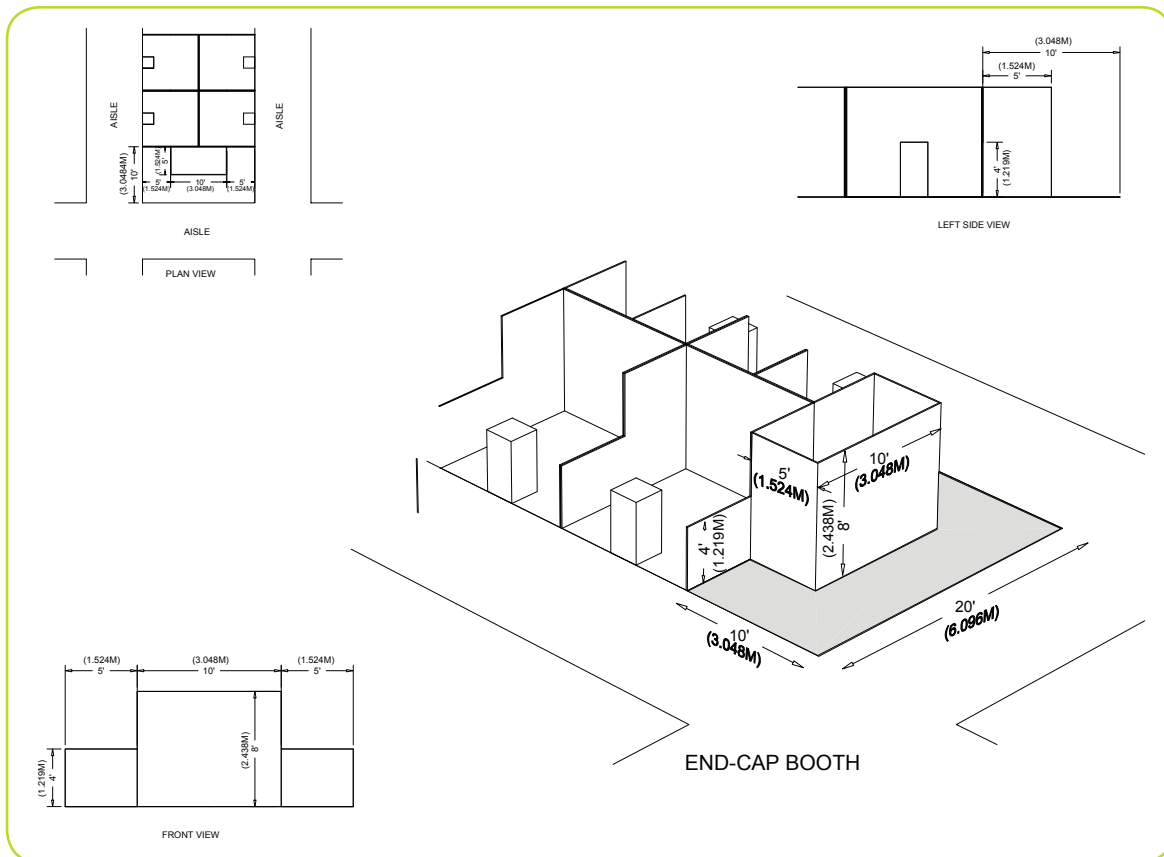 AISLE
AISLE
(3.0484M)
10'
(1.524M
5'
5'
10'
5'
(1.524M)
(3.048M)
(1.524M)
AISLE
PLAN VIEW
(3.048M)
10'
(1.524M)
5'
4'
(1.219M)
LEFT SIDE VIEW
5'
(1.524M)
10'
(3.048M)
(2.438M)
8'
4'
(1.219M)
10'
(3.048M)
20'
(6.096M)
END-CAP BOOTH
(1.524M)
5'
(3.048M)
10'
(1.524M)
5'
(2.438M)
8'
(1.219M)
4'
FRONT VIEW